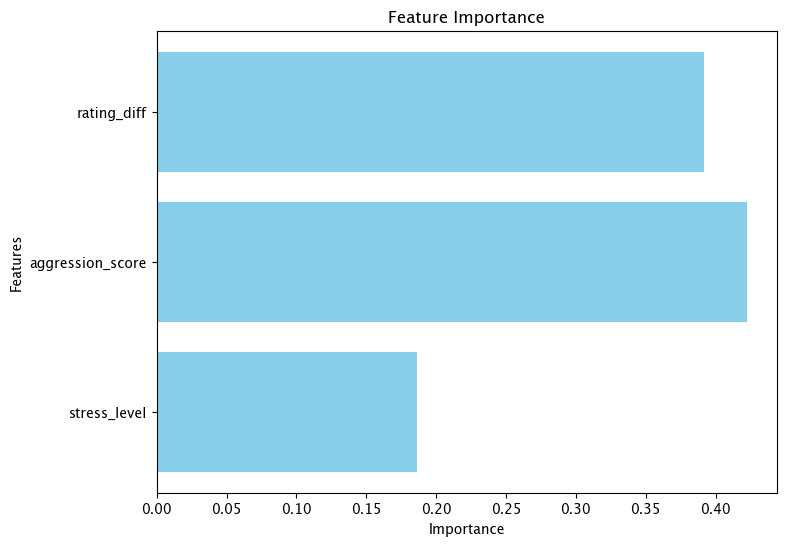 Feature Importance
rating_diff
aggression_score
stress_level
Features
0.00 0.05 0.10 0.15 0.20 0.25 0.30 0.35 0.40
Importance